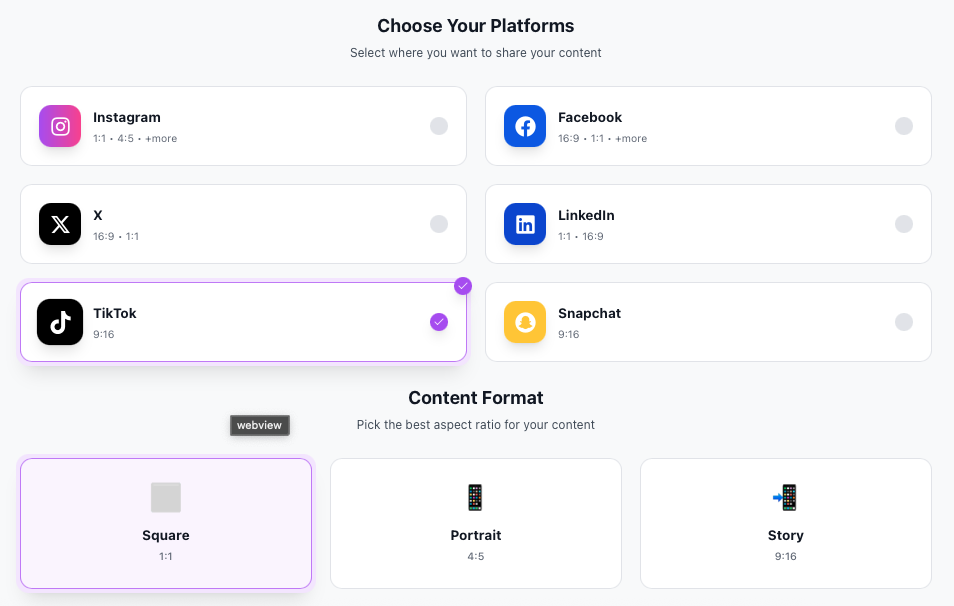 Choose Your Platforms
Select where you want to share your content
Instagram
1:1 • 4:5 • +more
Facebook
16:9 • 1:1 • +more
X
16:9 • 1:1
LinkedIn
1:1 • 16:9
TikTok
9:16
Snapchat
9:16
Content Format
Pick the best aspect ratio for your content
webview
Square
1:1
Portrait
4:5
Story
9:16